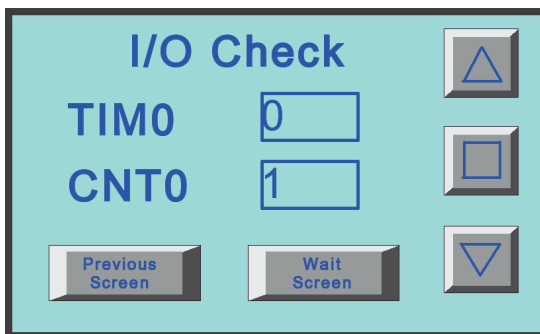 I/O Check
TIM0 0
CNT0 1
Previous
Screen
Wait
Screen